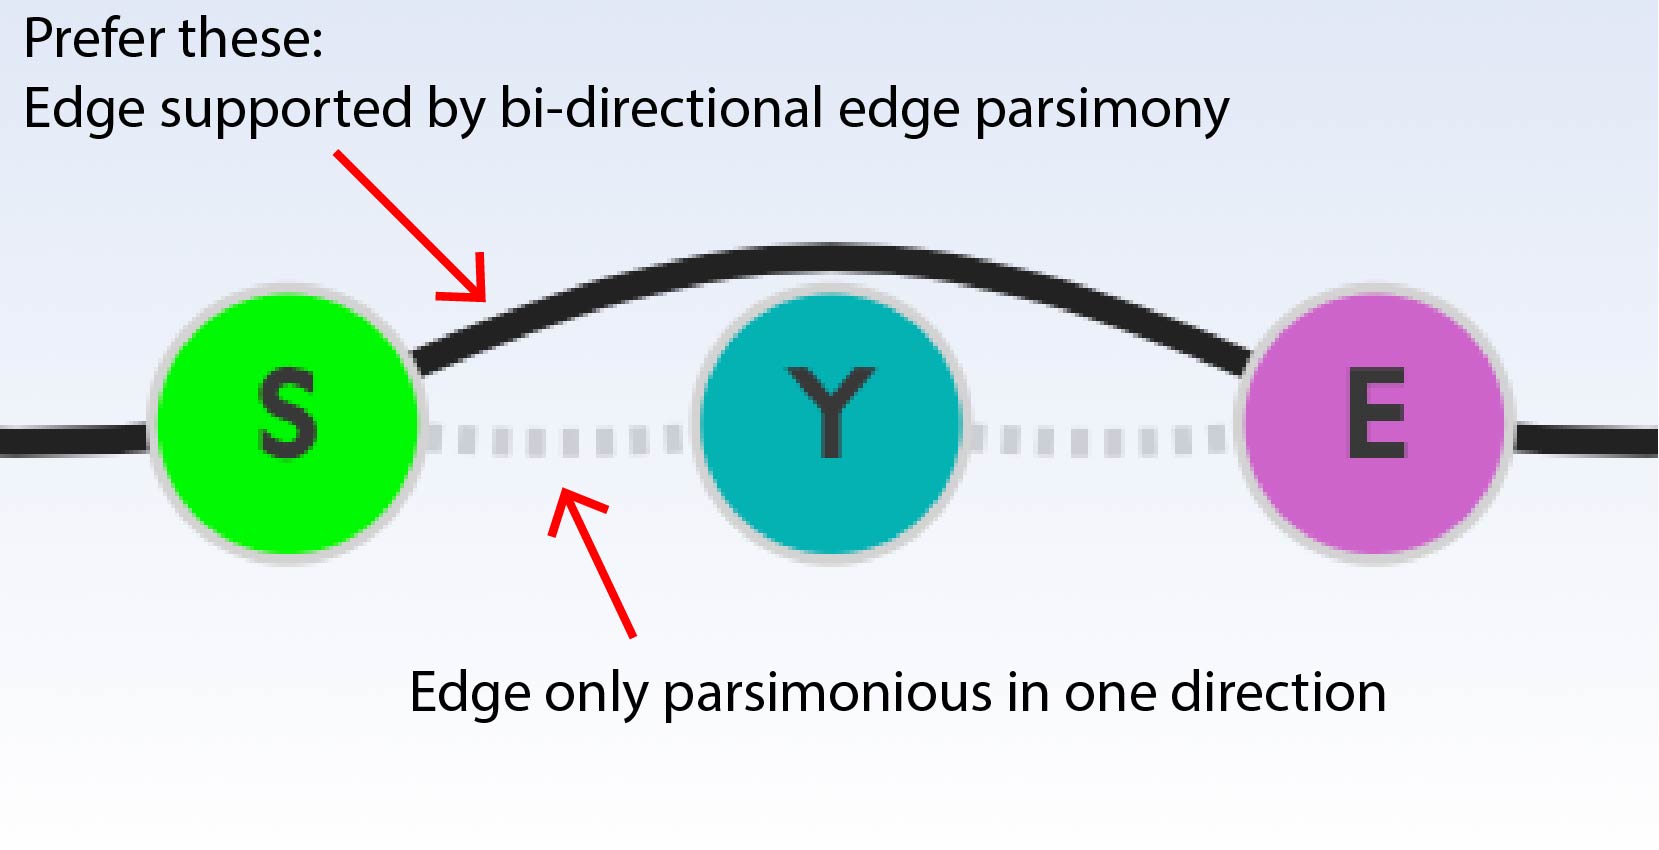 Prefer these:
Edge supported by bi-directional edge parsimony
S
Y
E
Edge only parsimonious in one direction